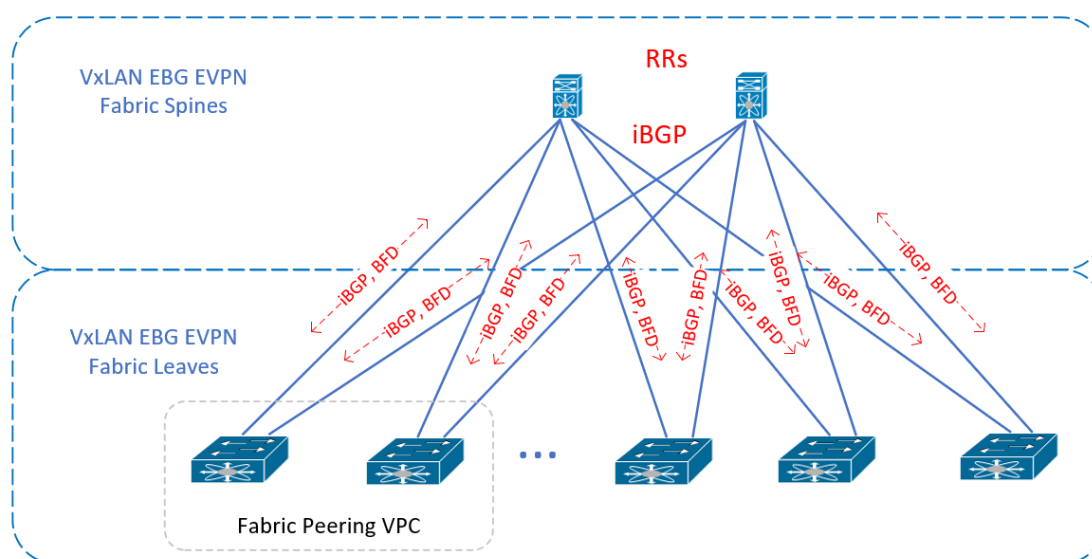 VxLAN EBG EVPN
Fabric Spines
RRs
iBGP
iBGP, BFD
iBGP, BFD
iBGP, BFD
iBGP, BFD
iBGP, BFD
iBGP, BFD
iBGP, BFD
iBGP, BFD
iBGP, BFD
iBGP, BFD
VxLAN EBG EVPN
Fabric Leaves
...
Fabric Peering VPC